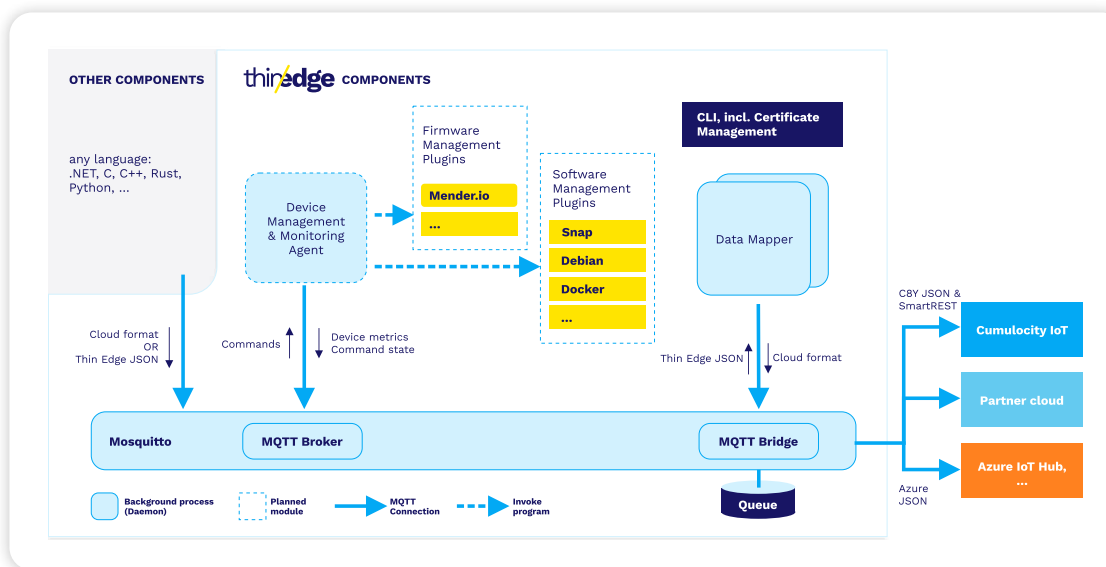 OTHER COMPONENTS
any language:
.NET, C, C++, Rust,
Python, ...
thin/edge COMPONENTS
Firmware
Management
Plugins
Mender.io
...
CLI, incl. Certificate
Management
Software
Management
Plugins
Snap
Debian
Docker
...
Device
Management
& Monitoring
Agent
Data Mapper
Cloud format
OR
Thin Edge JSON
Commands
Device metrics
Command state
Thin Edge JSON
Cloud format
C8Y JSON &
SmartREST
Cumulocity IoT
Partner cloud
Azure IoT Hub,
...
Azure
JSON
Mosquitto
MQTT Broker
MQTT Bridge
Queue
Background process
(Daemon)
Planned
module
MQTT
Connection
Invoke
program